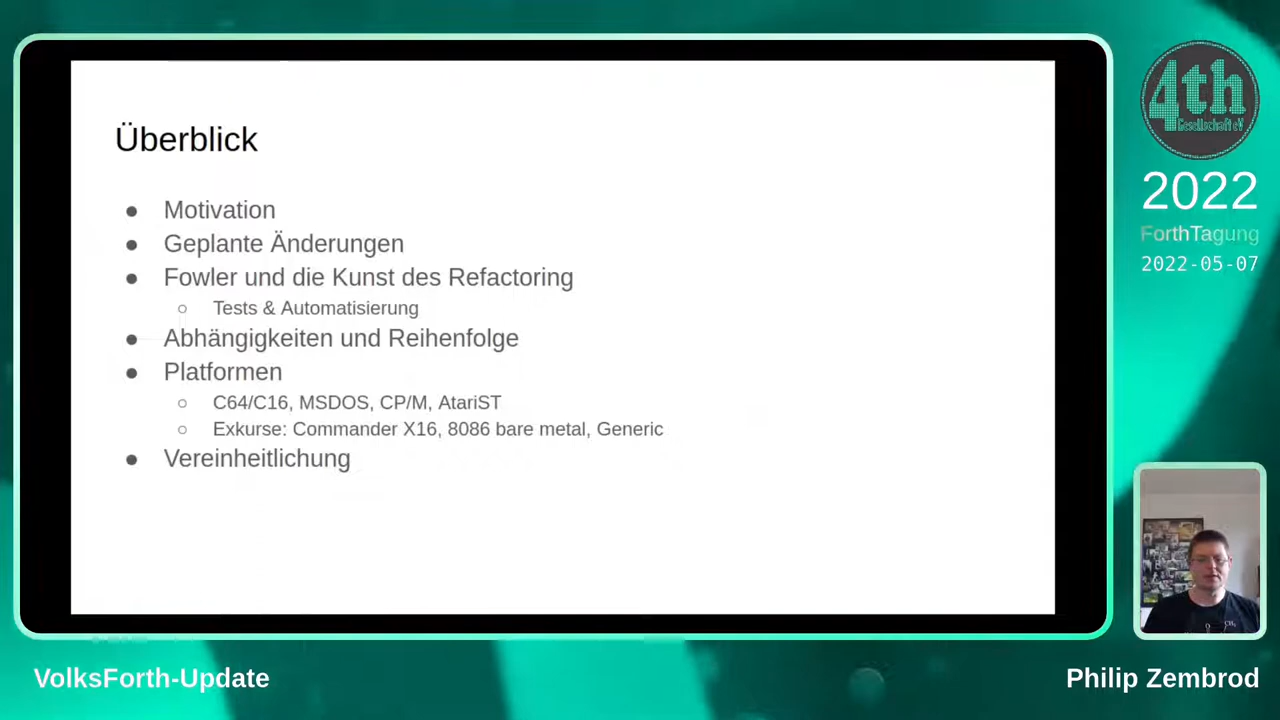 Überblick
Motivation
Geplante Änderungen
Fowler und die Kunst des Refactoring
Tests & Automatisierung
Abhängigkeiten und Reihenfolge
Platformen
C64/C16, MSDOS, CP/M, AtariST
Exkurse: Commander X16, 8086 bare metal, Generic
Vereinheitlichung
4th
Gesellschaft eV
2022
ForthTagung
2022-05-07
VolksForth-Update
Philip Zembrod